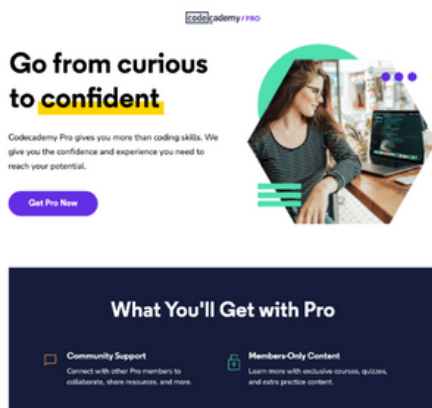 codecademy/PRO
Go from curious
to confident
Codecademy Pro gives you more than coding skills. We
give you the confidence and experience you need to
reach your potential.
Get Pro Now
What You'll Get with Pro
Community Support
Connect with other Pro members to
collaborate, share resources, and more.
Members-Only Content
Learn more with exclusive courses, quizzes,
and extra practice content.